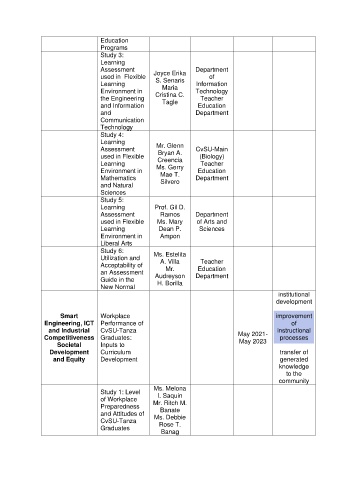 Education
Programs
Study 3:
Learning
Assessment
used in Flexible
Learning
Environment in
the Engineering
and Information
and
Communication
Technology
Joyce Erika
S. Senaris
Maria
Cristina C.
Tagle
Department
of
Information
Technology
Teacher
Education
Department
Study 4:
Learning
Assessment
used in Flexible
Learning
Environment in
Mathematics
and Natural
Sciences
Mr. Glenn
Bryan A.
Creencia
Ms. Gerry
Mae T.
Silvero
CvSU-Main
(Biology)
Teacher
Education
Department
Study 5:
Learning
Assessment
used in Flexible
Learning
Environment in
Liberal Arts
Prof. Gil D.
Ramos
Ms. Mary
Dean P.
Ampon
Department
of Arts and
Sciences
Study 6:
Utilization and
Acceptability of
an Assessment
Guide in the
New Normal
Ms. Estelita
A. Villa
Mr.
Audreyson
H. Borilla
Teacher
Education
Department
Smart
Engineering, ICT
and Industrial
Competitiveness
Societal
Development
and Equity
Workplace
Performance of
CvSU-Tanza
Graduates:
Inputs to
Curriculum
Development
May 2021-
May 2023
institutional
development
improvement
of
instructional
processes
transfer of
generated
knowledge
to the
community
Study 1: Level
of Workplace
Preparedness
and Attitudes of
CvSU-Tanza
Graduates
Ms. Melona
I. Saquin
Mr. Ritch M.
Banate
Ms. Debbie
Rose T.
Banag